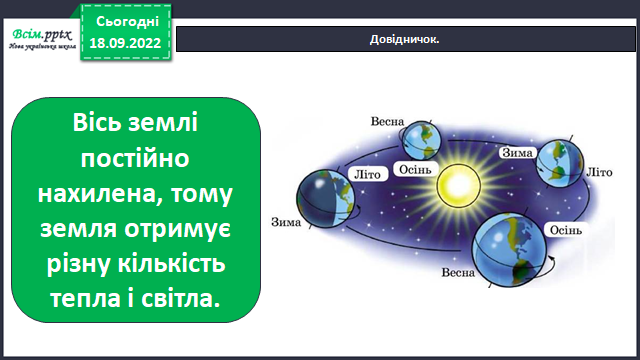 Всім.pptx
Нова українська школа
Сьогодні
18.09.2022
Довідничок.
Вісь землі
постійно
нахилена, тому
земля отримує
різну кількість
тепла і світла.
Весна
Осінь
Зима
Літо
Літо
Зима
Осінь
Весна